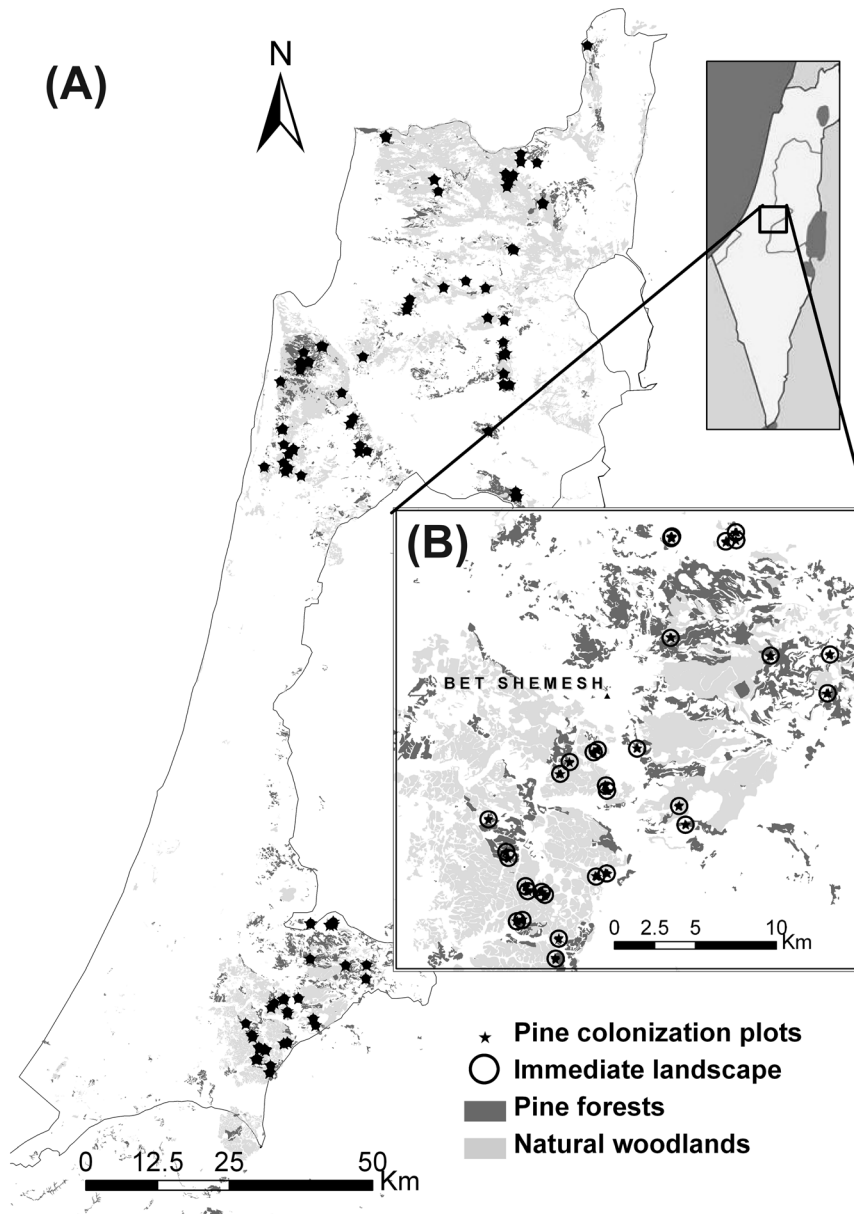 (A)
N
(B)
BET SHEMESH
0 2.5 5 10
Km
Pine colonization plots
Immediate landscape
Pine forests
Natural woodlands
0 12.5 25 50
Km